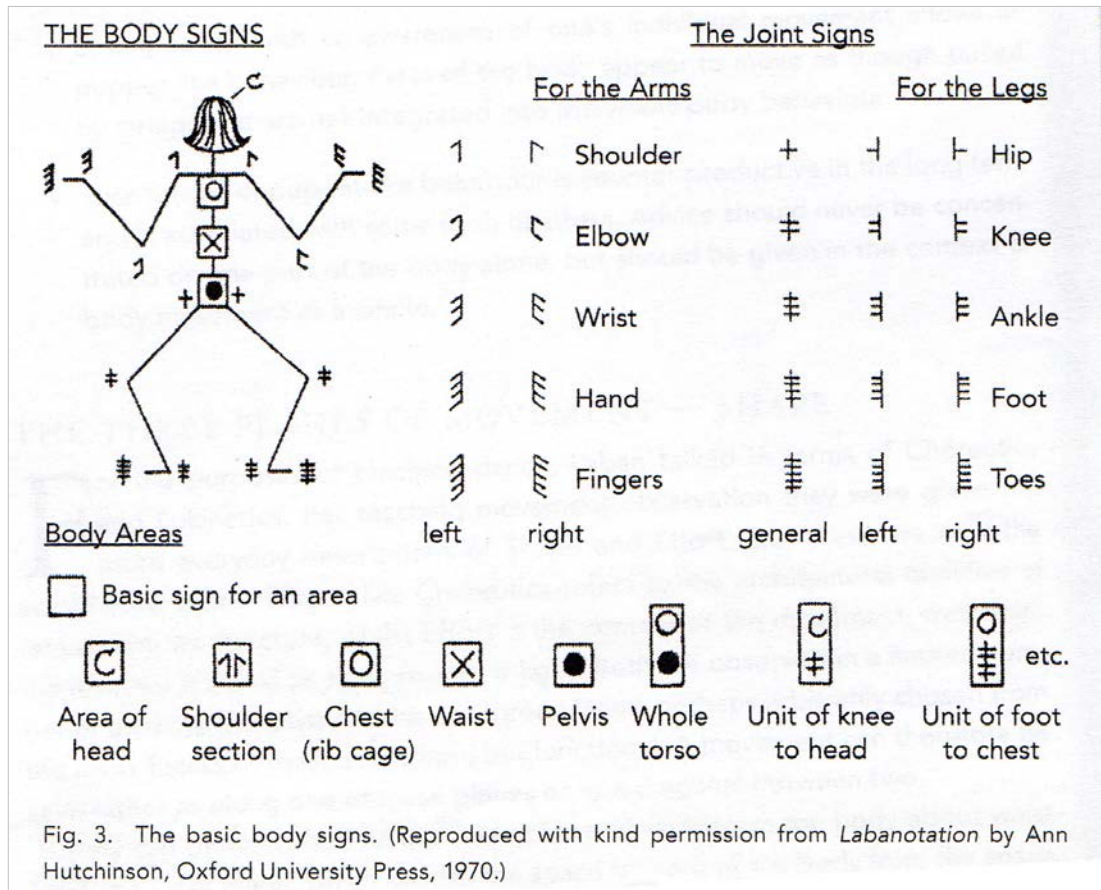 THE BODY SIGNS
The Joint Signs
For the Arms
For the Legs
Shoulder
Hip
Elbow
Knee
Wrist
Ankle
Hand
Foot
Fingers
Toes
left right
general left right
Body Areas
Basic sign for an area
etc.
Area of head
Shoulder section
Chest (rib cage)
Waist
Pelvis
Whole torso
Unit of knee to head
Unit of foot to chest
Fig. 3. The basic body signs. (Reproduced with kind permission from Labanotation by Ann
Hutchinson, Oxford University Press, 1970.)